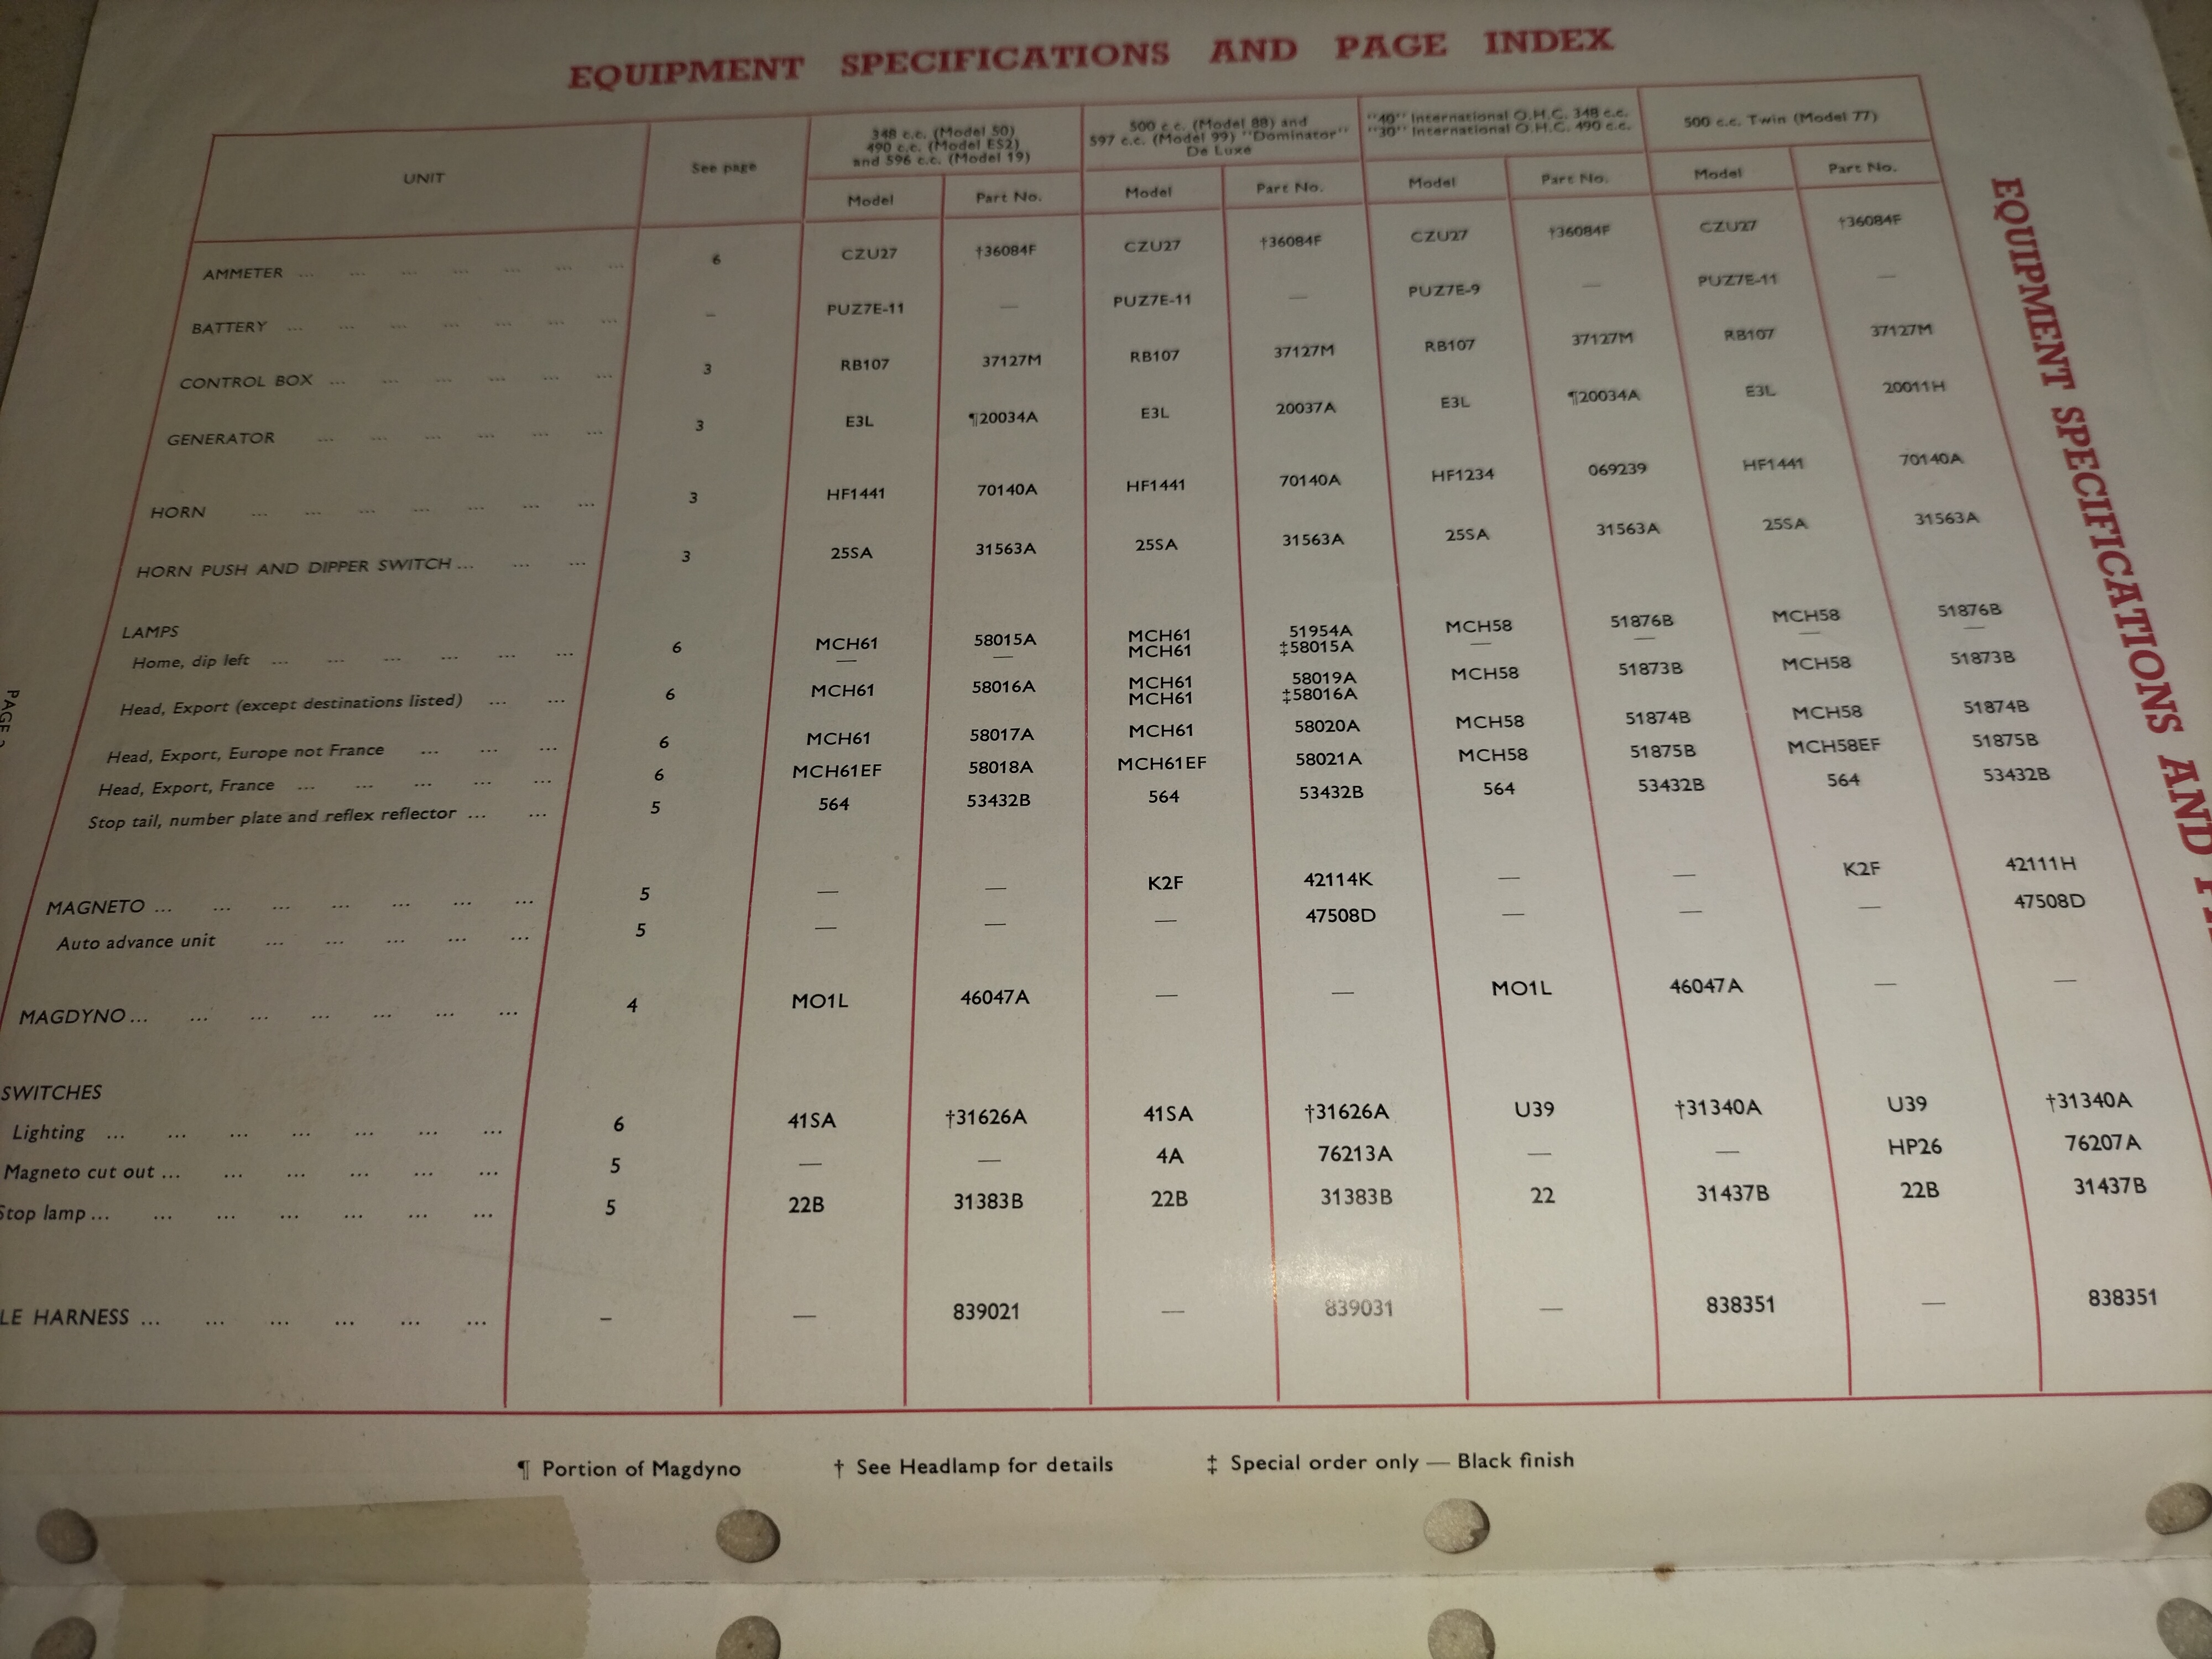 EQUIPMENT SPECIFICATIONS AND PAGE INDEX
UNIT
See page
348 c.c. (Model 50)
490 c.c. (Model ES2)
and 596 c.c. (Model 19)
500 c.c. (Model 88) and
597 c.c. (Model 99) "Dominator"
De Luxe
"40" International O.H.C. 348 c.c.
"30" International O.H.C. 490 c.c.
500 c.c. Twin (Model 77)
Model Part No. Model Part No. Model Part No. Model Part No.
AMMETER ... ... ... ... ... ... ... 6 CZU27 †36084F CZU27 †36084F CZU27 †36084F CZU27 †36084F
BATTERY ... ... ... ... ... ... ... – PUZ7E-11 — PUZ7E-11 — PUZ7E-9 — PUZ7E-11 —
CONTROL BOX ... ... ... ... ... ... 3 RB107 37127M RB107 37127M RB107 37127M RB107 37127M
GENERATOR ... ... ... ... ... ... 3 E3L ¶20034A E3L 20037A E3L ¶20034A E3L 20011H
HORN ... ... ... ... ... ... ... 3 HF1441 70140A HF1441 70140A HF1234 069239 HF1441 70140A
HORN PUSH AND DIPPER SWITCH ... ... ... 3 25SA 31563A 25SA 31563A 25SA 31563A 25SA 31563A
LAMPS
Home, dip left ... ... ... ... ... ... 6 MCH61 58015A MCH61 51954A MCH58 51876B MCH58 51876B
— — MCH61 ‡58015A — — — —
Head, Export (except destinations listed) ... ... 6 MCH61 58016A MCH61 58019A MCH58 51873B MCH58 51873B
MCH61 ‡58016A
Head, Export, Europe not France ... ... ... 6 MCH61 58017A MCH61 58020A MCH58 51874B MCH58 51874B
Head, Export, France ... ... ... ... ... 6 MCH61EF 58018A MCH61EF 58021A MCH58 51875B MCH58EF 51875B
Stop tail, number plate and reflex reflector ... ... 5 564 53432B 564 53432B 564 53432B 564 53432B
MAGNETO ... ... ... ... ... ... ... 5 — — K2F 42114K — — K2F 42111H
Auto advance unit ... ... ... ... ... 5 — — — 47508D — — — 47508D
MAGDYNO ... ... ... ... ... ... ... 4 MO1L 46047A — — MO1L 46047A — —
SWITCHES
Lighting ... ... ... ... ... ... ... 6 41SA †31626A 41SA †31626A U39 †31340A U39 †31340A
Magneto cut out ... ... ... ... ... ... 5 — — 4A 76213A — — HP26 76207A
Stop lamp ... ... ... ... ... ... ... 5 22B 31383B 22B 31383B 22 31437B 22B 31437B
LE HARNESS ... ... ... ... ... ... – — 839021 — 839031 — 838351 — 838351
¶ Portion of Magdyno † See Headlamp for details ‡ Special order only — Black finish
EQUIPMENT SPECIFICATIONS AND
PAGE